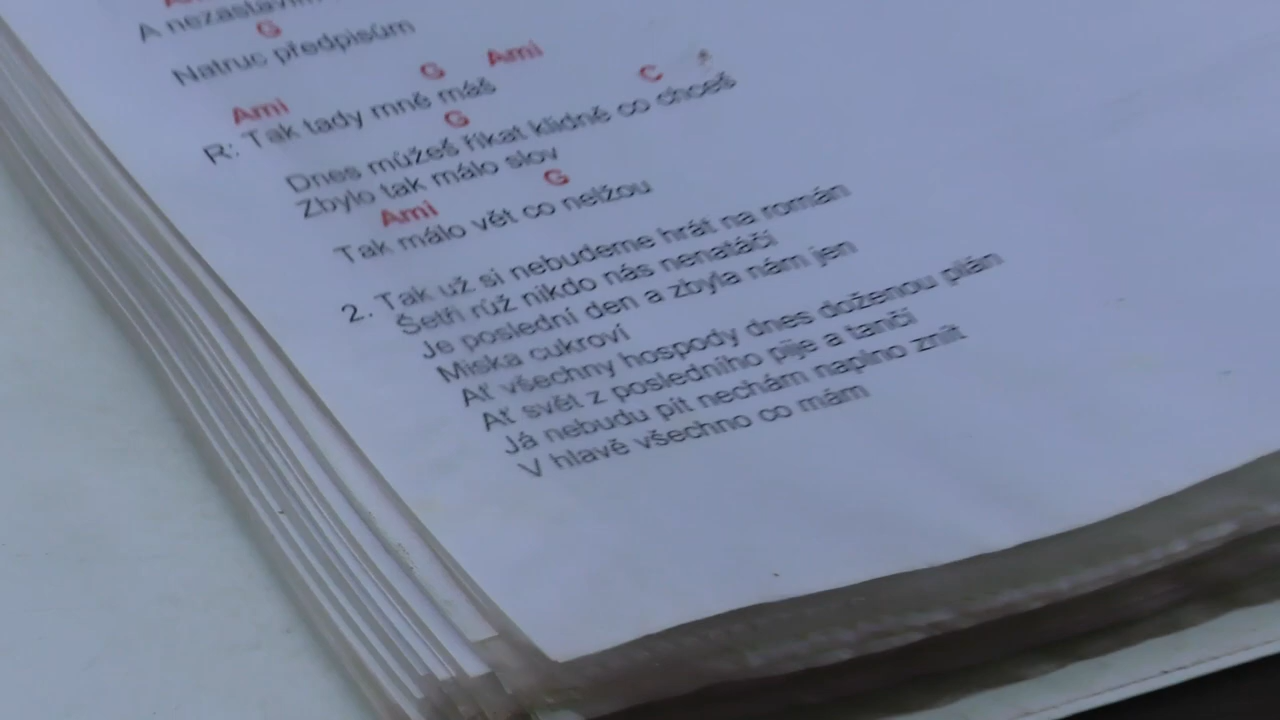 A nezastavím
G
Natruc předpisům
Ami G Ami
R: Tak tady mně máš
G C
Dnes můžeš říkat klidně co chceš
Zbylo tak málo slov
Ami G
Tak málo vět co nelžou
2. Tak už si nebudeme hrát na román
Šetři růž nikdo nás nenatáčí
Je poslední den a zbyla nám jen
Miska cukroví
Ať všechny hospody dnes doženou plán
Ať svět z posledního pije a tančí
Já nebudu pít nechám naplno znít
V hlavě všechno co mám